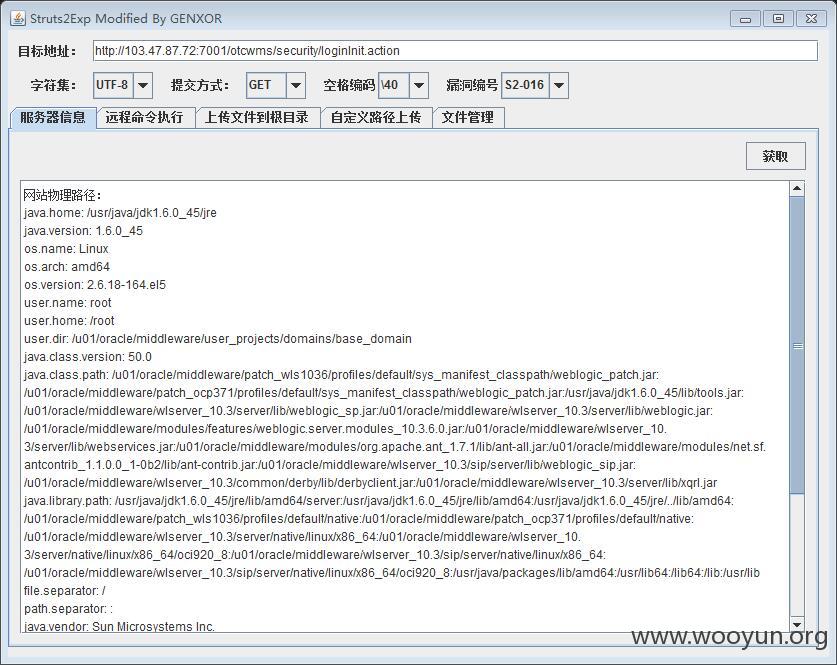 Struts2Exp Modified By GENXOR
目标地址： http://103.47.87.72:7001/otcwms/security/loginInit.action
字符集： UTF-8 提交方式： GET 空格编码 \40 漏洞编号 S2-016
服务器信息 远程命令执行 上传文件到根目录 自定义路径上传 文件管理
获取
网站物理路径：
java.home: /usr/java/jdk1.6.0_45/jre
java.version: 1.6.0_45
os.name: Linux
os.arch: amd64
os.version: 2.6.18-164.el5
user.name: root
user.home: /root
user.dir: /u01/oracle/middleware/user_projects/domains/base_domain
java.class.version: 50.0
java.class.path: /u01/oracle/middleware/patch_wls1036/profiles/default/sys_manifest_classpath/weblogic_patch.jar:
/u01/oracle/middleware/patch_ocp371/profiles/default/sys_manifest_classpath/weblogic_patch.jar:/usr/java/jdk1.6.0_45/lib/tools.jar:
/u01/oracle/middleware/wlserver_10.3/server/lib/weblogic_sp.jar:/u01/oracle/middleware/wlserver_10.3/server/lib/weblogic.jar:
/u01/oracle/middleware/modules/features/weblogic.server.modules_10.3.6.0.jar:/u01/oracle/middleware/wlserver_10.
3/server/lib/webservices.jar:/u01/oracle/middleware/modules/org.apache.ant_1.7.1/lib/ant-all.jar:/u01/oracle/middleware/modules/net.sf.
antcontrib_1.1.0.0_1-0b2/lib/ant-contrib.jar:/u01/oracle/middleware/wlserver_10.3/sip/server/lib/weblogic_sip.jar:
/u01/oracle/middleware/wlserver_10.3/common/derby/lib/derbyclient.jar:/u01/oracle/middleware/wlserver_10.3/server/lib/xqrl.jar
java.library.path: /usr/java/jdk1.6.0_45/jre/lib/amd64/server:/usr/java/jdk1.6.0_45/jre/lib/amd64:/usr/java/jdk1.6.0_45/jre/../lib/amd64:
/u01/oracle/middleware/patch_wls1036/profiles/default/native:/u01/oracle/middleware/patch_ocp371/profiles/default/native:
/u01/oracle/middleware/wlserver_10.3/server/native/linux/x86_64:/u01/oracle/middleware/wlserver_10.
3/server/native/linux/x86_64/oci920_8:/u01/oracle/middleware/wlserver_10.3/sip/server/native/linux/x86_64:
/u01/oracle/middleware/wlserver_10.3/sip/server/native/linux/x86_64/oci920_8:/usr/java/packages/lib/amd64:/usr/lib64:/lib64:/lib:/usr/lib
file.separator: /
path.separator: :
java.vendor: Sun Microsystems Inc.
www.wooyun.org